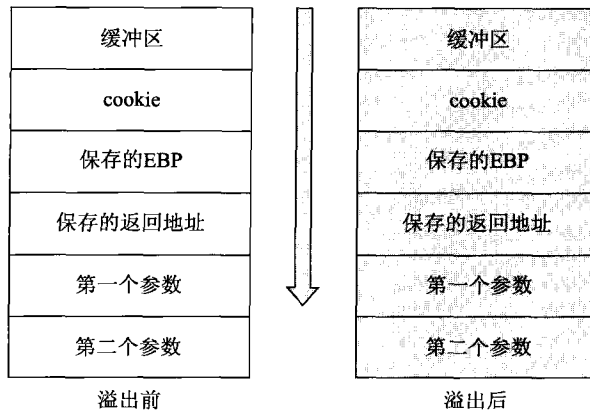 缓冲区
cookie
保存的EBP
保存的返回地址
第一个参数
第二个参数
溢出前
缓冲区
cookie
保存的EBP
保存的返回地址
第一个参数
第二个参数
溢出后